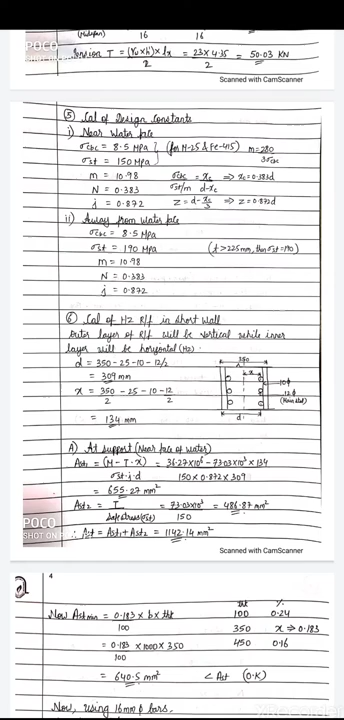 (Midspan) 16 16
Tension T = (γw×h)×lx = 23×4.35 = 50.03 KN
2 2
POCO
Scanned with CamScanner
⑤ Cal of Design Constants
i) Near Water face
σcbc = 8.5 MPa } (for M-25 & Fe-415) m=280
σst = 150 MPa 3σcbc
m = 10.98 σcbc = xc ⇒ xc=0.383d
N = 0.383 σst/m d-xc
j = 0.872 z = d-xc ⇒ z=0.872d
3
ii) Away from water face
σcbc = 8.5 MPa
σst = 190 MPa (t>225mm, then σst=190)
m = 10.98
N = 0.383
j = 0.872
⑥ Cal of HZ R/f in Short wall
Outer layer of R/f will be vertical while inner
layer will be horizontal (HZ).
d = 350-25-10-12/2 350
= 309 mm x
x = 350 - 25 - 10 - 12 10φ
2 2 12φ
= 134 mm (Main steel)
d
A) At support (Near face of water)
Ast1 = (M-T·x) = 36.27×10⁶ - 73.03×10³×134
σst·j·d 150×0.872×309
= 655.27 mm²
Ast2 = T = 73.03×10³ = 486.87 mm²
Safe stress(σst) 150
∴ Ast = Ast1 + Ast2 = 1142.14 mm²
POCO
SHOT ON
Scanned with CamScanner
4
tht %
Now Astmin = 0.183 × b × tht 100 0.24
100 350 x ⇒ 0.183
= 0.183 × 1000 × 350 450 0.16
100
= 640.5 mm² < Ast (O.K)
Now, using 16mm φ bars.